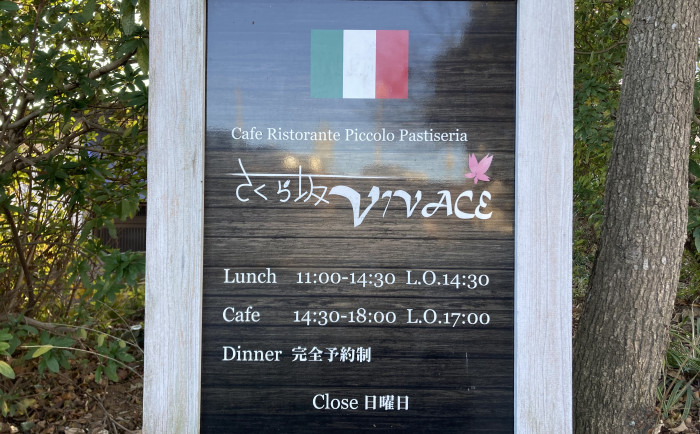 Cafe Ristorante Piccolo Pastiseria
さくら坂 VIVACE
Lunch 11:00-14:30 L.O.14:30
Cafe 14:30-18:00 L.O.17:00
Dinner 完全予約制
Close 日曜日